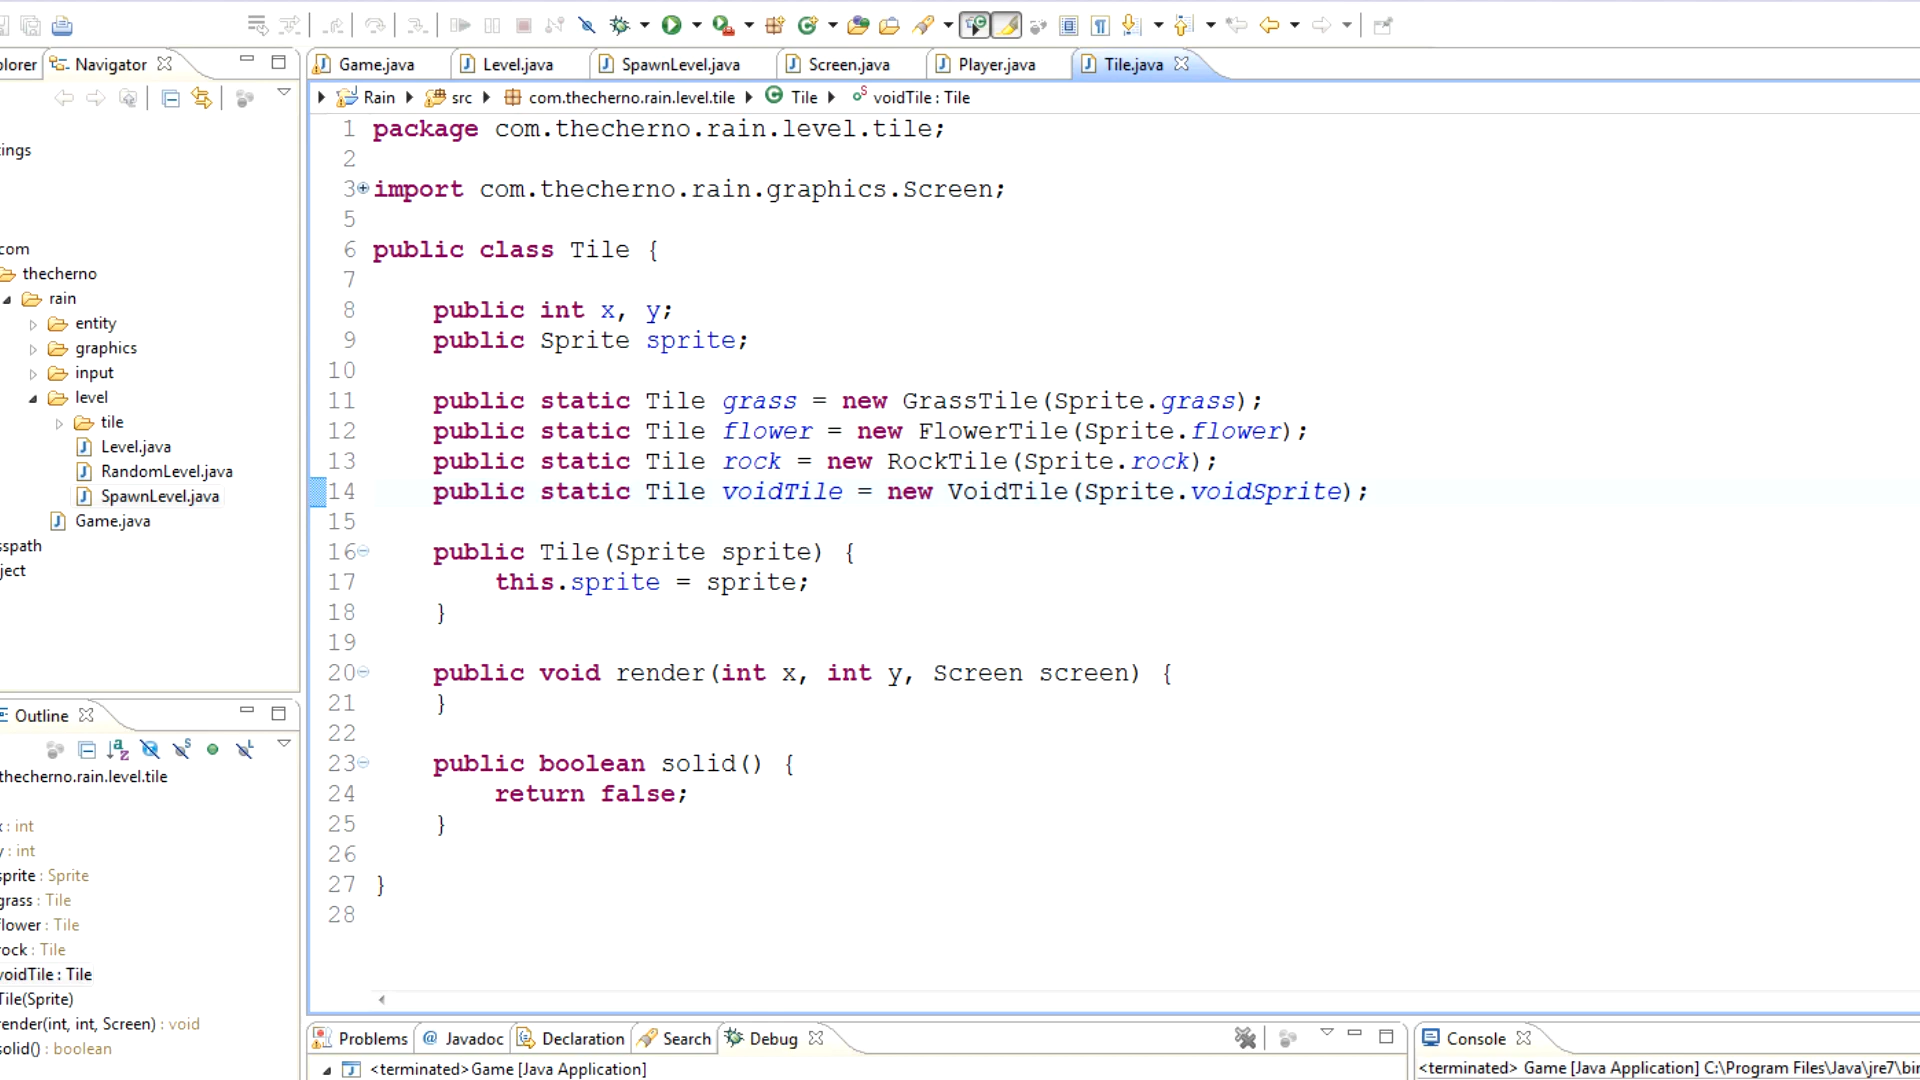 lorer
Navigator
Game.java
Level.java
SpawnLevel.java
Screen.java
Player.java
Tile.java
Rain
src
com.thecherno.rain.level.tile
Tile
voidTile : Tile
ings
com
thecherno
rain
entity
graphics
input
level
tile
Level.java
RandomLevel.java
SpawnLevel.java
Game.java
spath
ject
1 package com.thecherno.rain.level.tile;
2
3 import com.thecherno.rain.graphics.Screen;
5
6 public class Tile {
7
8 public int x, y;
9 public Sprite sprite;
10
11 public static Tile grass = new GrassTile(Sprite.grass);
12 public static Tile flower = new FlowerTile(Sprite.flower);
13 public static Tile rock = new RockTile(Sprite.rock);
14 public static Tile voidTile = new VoidTile(Sprite.voidSprite);
15
16 public Tile(Sprite sprite) {
17 this.sprite = sprite;
18 }
19
20 public void render(int x, int y, Screen screen) {
21 }
22
23 public boolean solid() {
24 return false;
25 }
26
27 }
28
Outline
thecherno.rain.level.tile
x : int
y : int
sprite : Sprite
grass : Tile
flower : Tile
rock : Tile
voidTile : Tile
Tile(Sprite)
render(int, int, Screen) : void
solid() : boolean
Problems
@ Javadoc
Declaration
Search
Debug
<terminated>Game [Java Application]
Console
<terminated> Game [Java Application] C:\Program Files\Java\jre7\bin